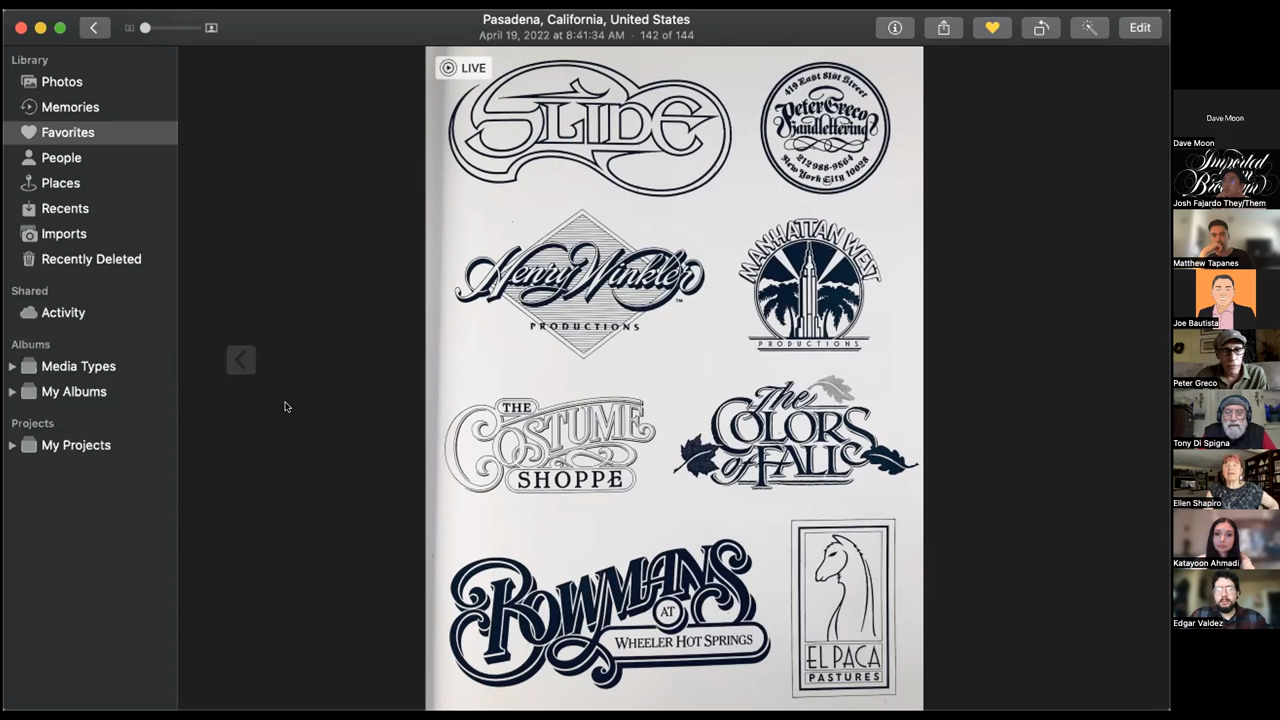 Pasadena, California, United States
April 19, 2022 at 8:41:34 AM · 142 of 144
Edit
Library
Photos
Memories
Favorites
People
Places
Recents
Imports
Recently Deleted
Shared
Activity
Albums
Media Types
My Albums
Projects
My Projects
LIVE
SLIDE
419 East 81st Street
Peter Greco
Handlettering
212 988-9564
New York City 10028
Henry Winkler
TM
PRODUCTIONS
MANHATTAN WEST
PRODUCTIONS
THE
COSTUME
SHOPPE
The
COLORS
of FALL
BOWMANS
AT
WHEELER HOT SPRINGS
EL PACA
PASTURES
Dave Moon
Dave Moon
Imported
Josh Fajardo They/Them
Matthew Tapanes
Joe Bautista
Peter Greco
Tony Di Spigna
Ellen Shapiro
Katayoon Ahmadi
Edgar Valdez